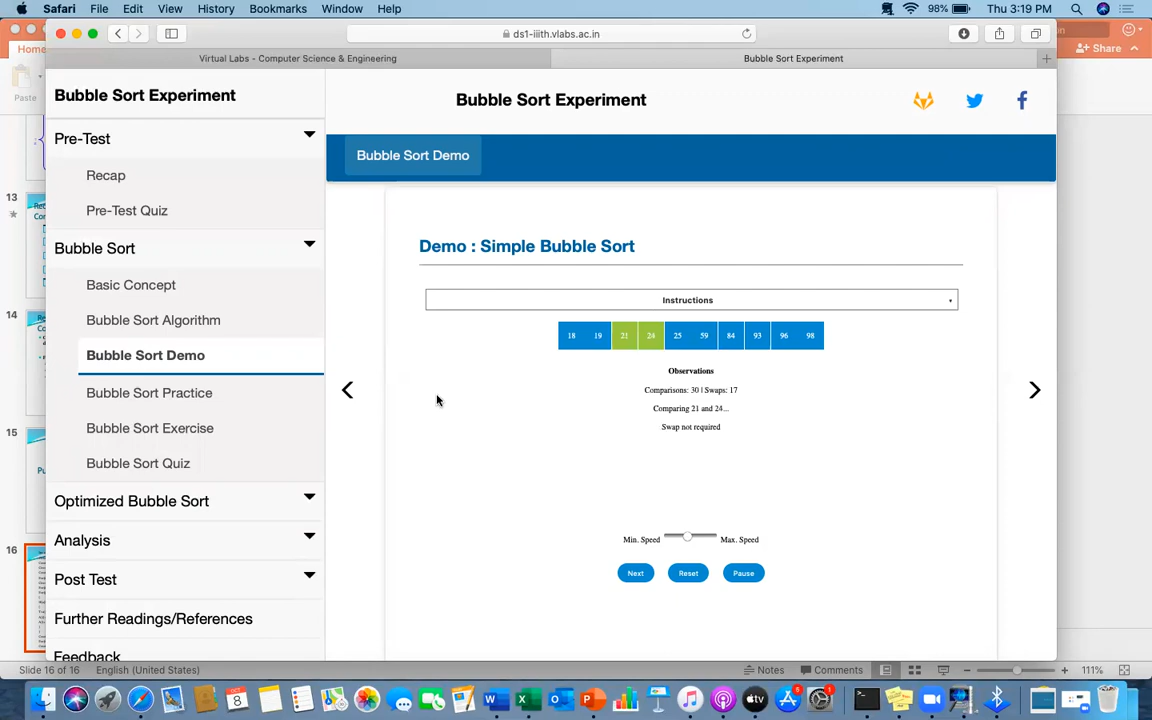 Safari File Edit View History Bookmarks Window Help 98% Thu 3:19 PM
Home
ds1-iiith.vlabs.ac.in
Share
Virtual Labs - Computer Science & Engineering Bubble Sort Experiment
Paste
Bubble Sort Experiment
Bubble Sort Experiment
Pre-Test
Recap
Pre-Test Quiz
Bubble Sort
Basic Concept
Bubble Sort Algorithm
Bubble Sort Demo
Bubble Sort Practice
Bubble Sort Exercise
Bubble Sort Quiz
Optimized Bubble Sort
Analysis
Post Test
Further Readings/References
Feedback
Bubble Sort Demo
Demo : Simple Bubble Sort
Instructions
18 19 21 24 25 59 84 93 96 98
Observations
Comparisons: 30 | Swaps: 17
Comparing 21 and 24...
Swap not required
Min. Speed Max. Speed
Next Reset Pause
13
14
15
16
Slide 16 of 16 English (United States) Notes Comments 111%